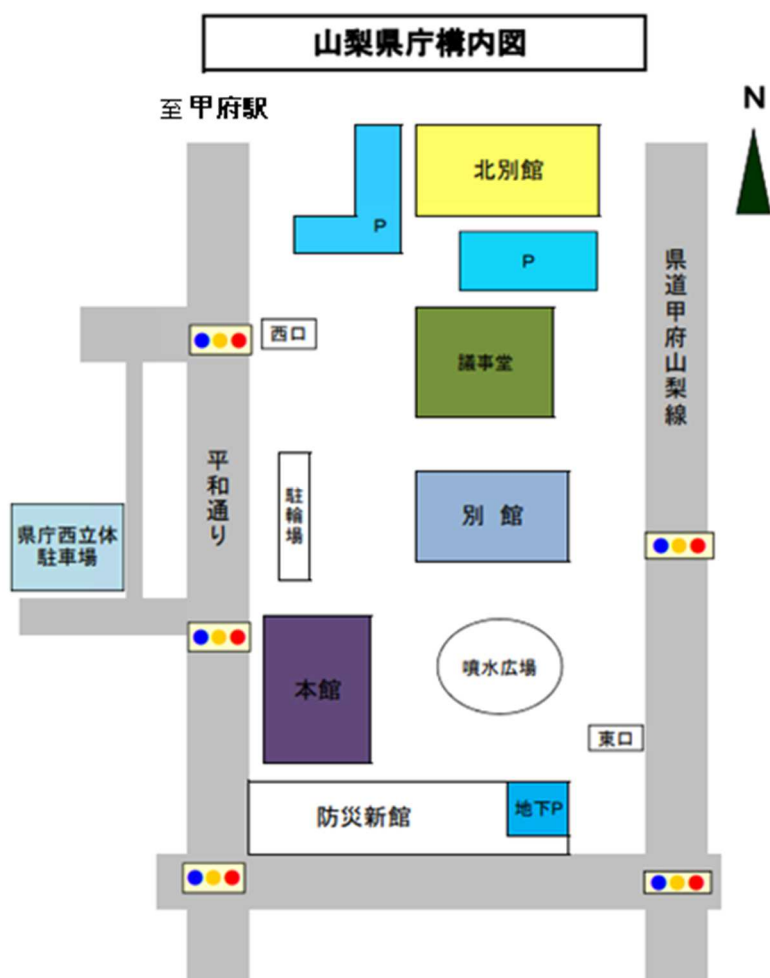 山梨県庁構内図
至 甲府駅
N
北別館
P
P
県道甲府山梨線
西口
議事堂
平和通り
駐輪場
別 館
県庁西立体
駐車場
本館
噴水広場
東口
防災新館
地下P